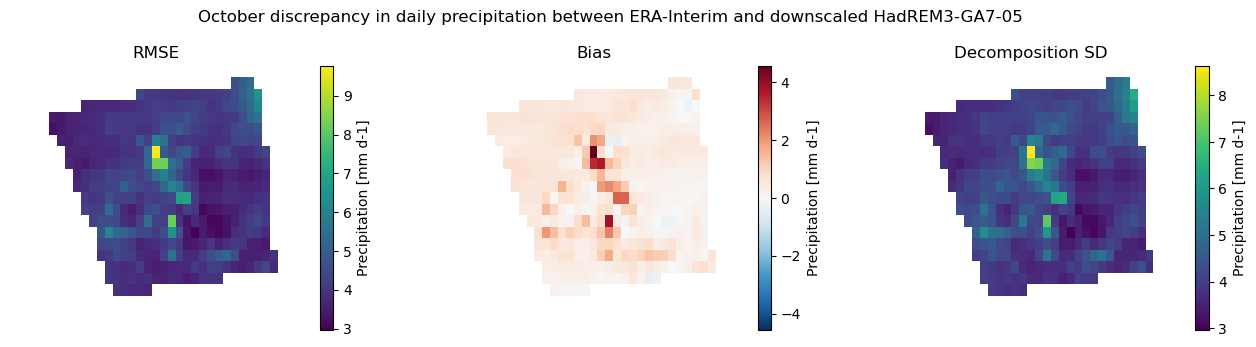 October discrepancy in daily precipitation between ERA-Interim and downscaled HadREM3-GA7-05
RMSE
9
8
7
6
5
4
3
Precipitation [mm d-1]
Bias
4
2
0
−2
−4
Precipitation [mm d-1]
Decomposition SD
8
7
6
5
4
3
Precipitation [mm d-1]